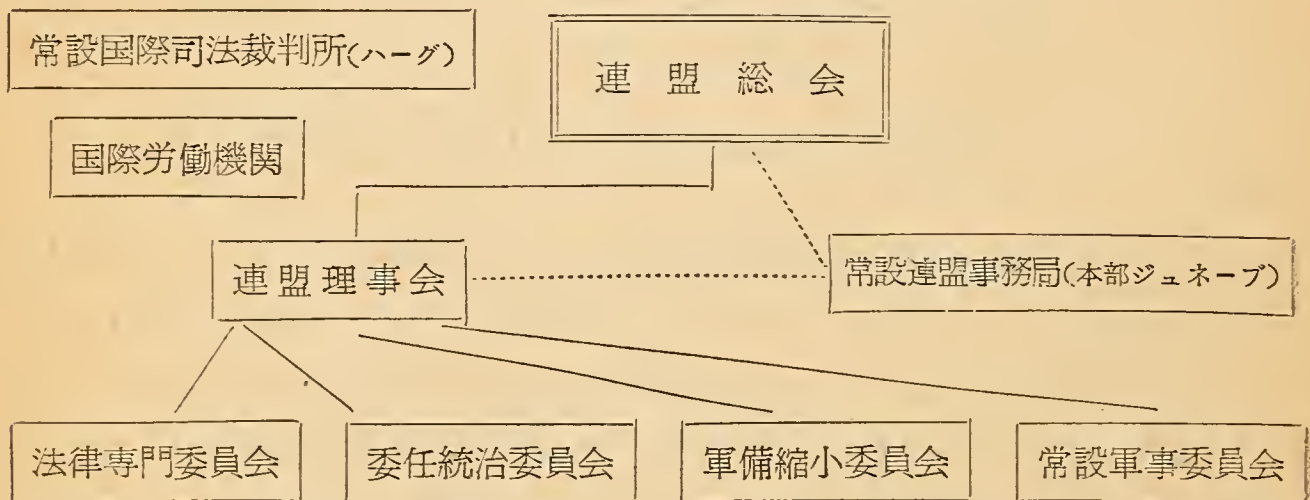 常設国際司法裁判所(ハーグ)
連盟総会
国際労働機関
連盟理事会
常設連盟事務局(本部ジュネーブ)
法律専門委員会
委任統治委員会
軍備縮小委員会
常設軍事委員会